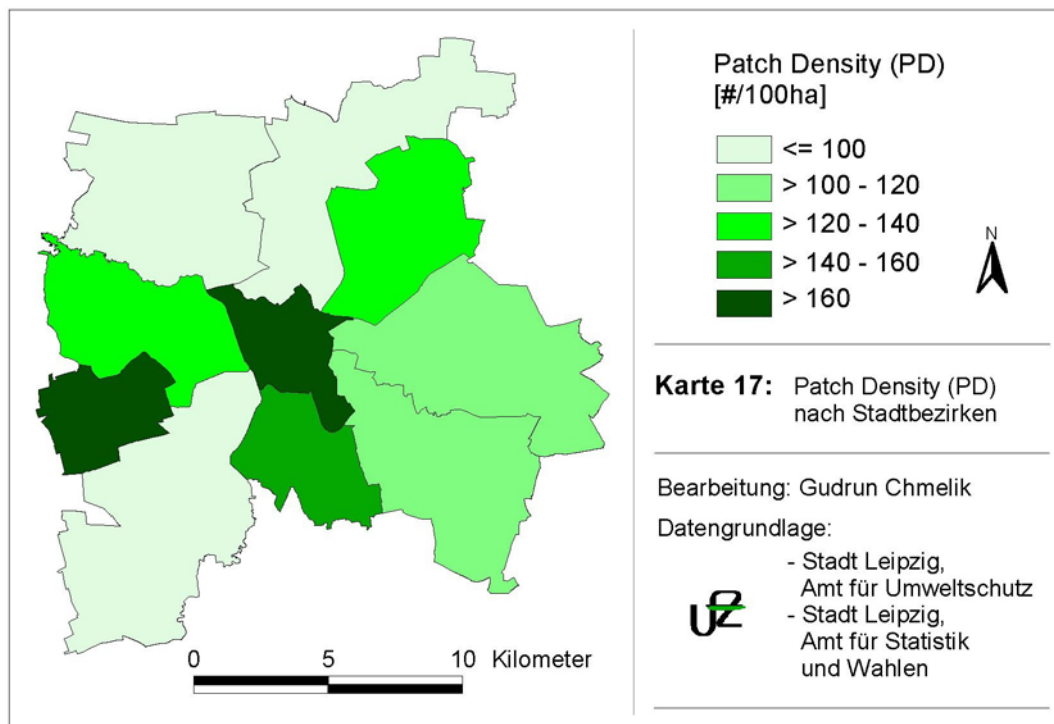 Patch Density (PD)
[#/100ha]
<= 100
> 100 - 120
> 120 - 140
> 140 - 160
> 160
N
Karte 17: Patch Density (PD)
nach Stadtbezirken
Bearbeitung: Gudrun Chmelik
Datengrundlage:
- Stadt Leipzig,
Amt für Umweltschutz
- Stadt Leipzig,
Amt für Statistik
und Wahlen
UFZ
0 5 10 Kilometer